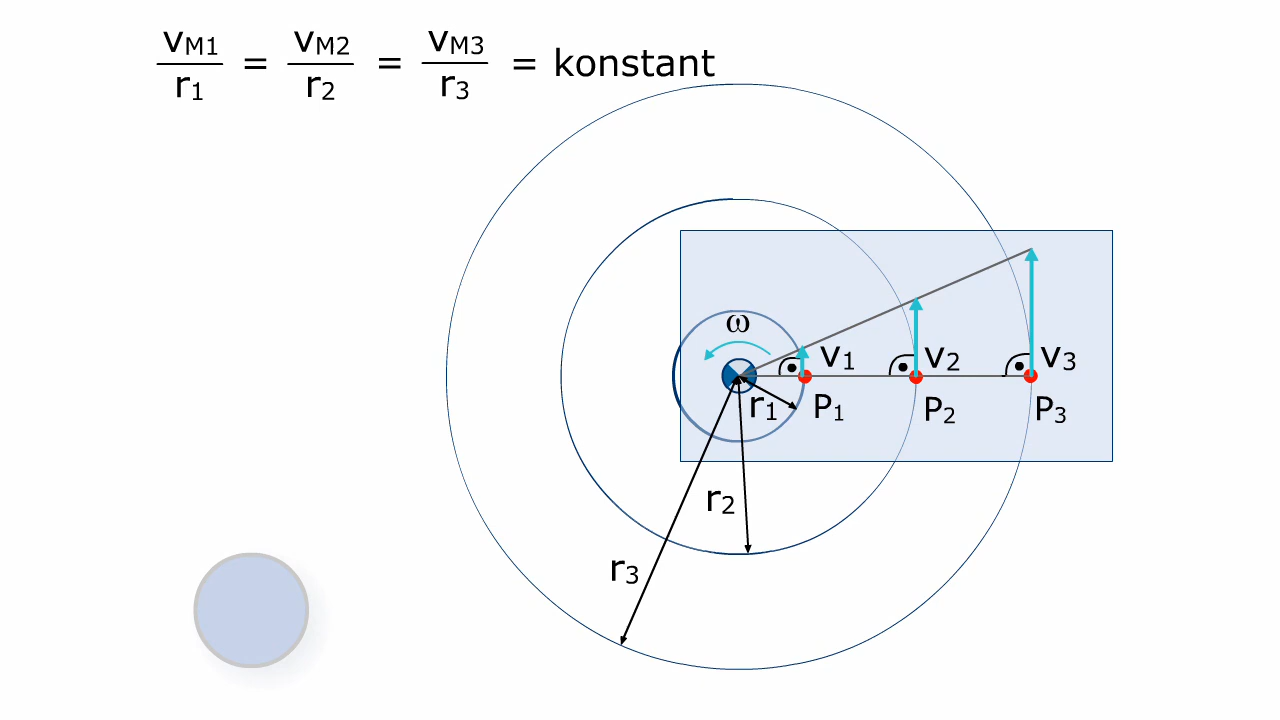 vM1/r1 = vM2/r2 = vM3/r3 = konstant
ω
v1 v2 v3
r1 P1 P2 P3
r2
r3